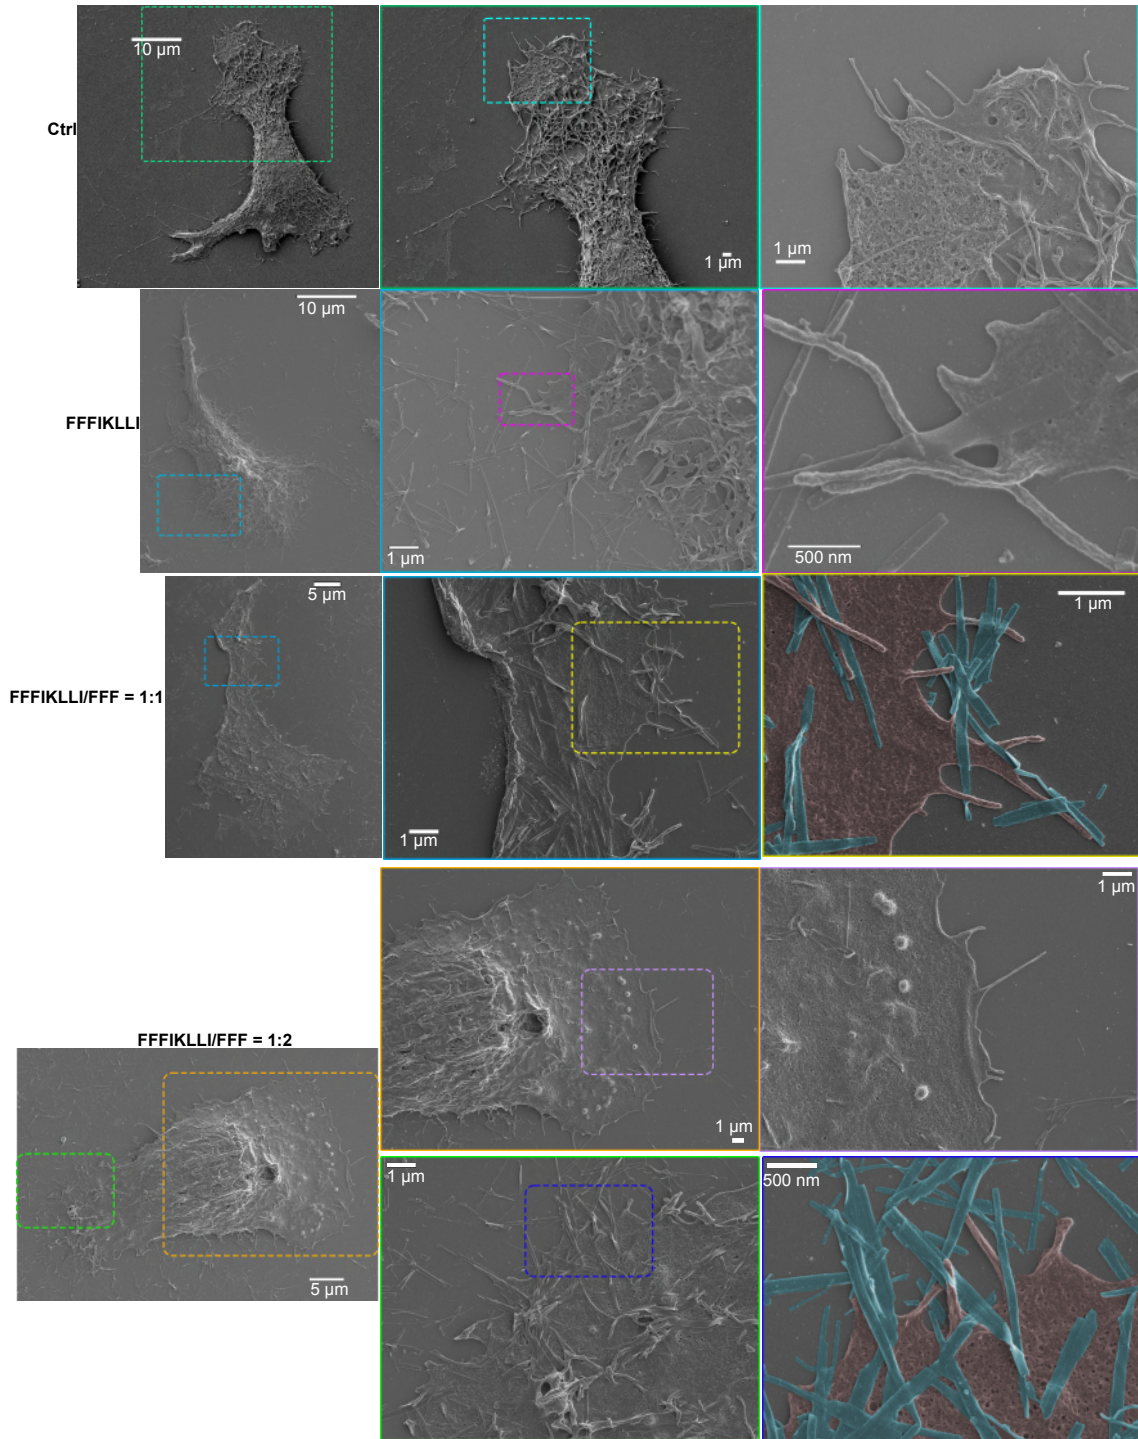 Ctrl
10 µm
1 µm
1 µm
FFFIKLLI
10 µm
1 µm
500 nm
FFFIKLLI/FFF = 1:1
5 µm
1 µm
1 µm
FFFIKLLI/FFF = 1:2
5 µm
1 µm
1 µm
1 µm
500 nm